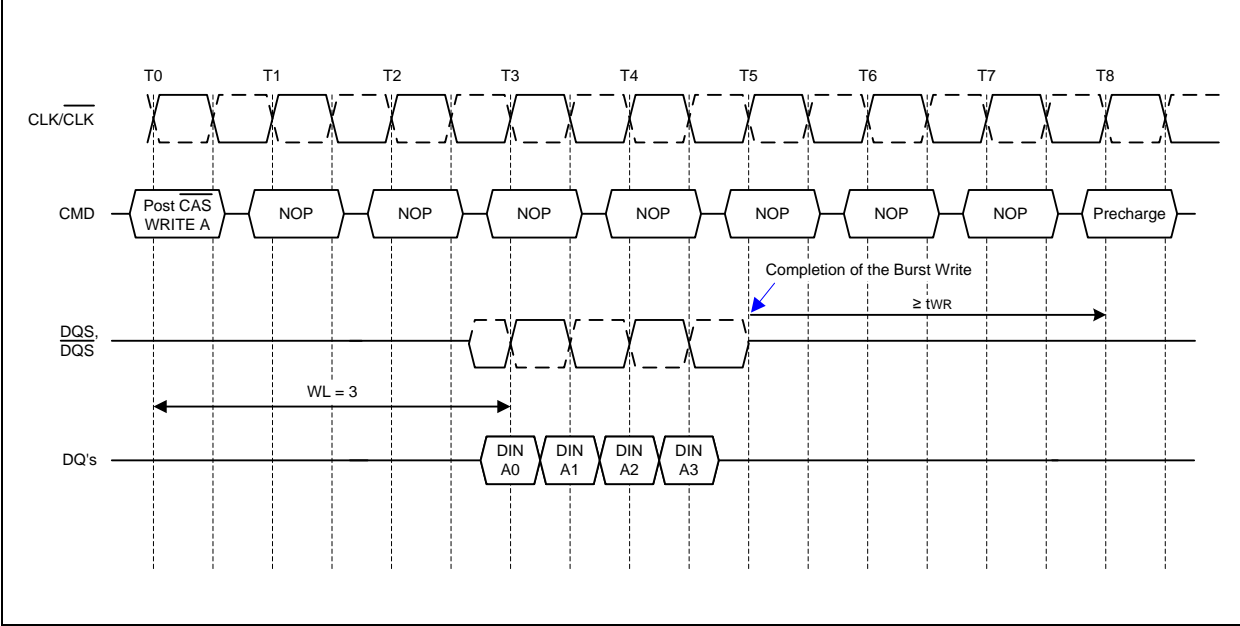 T0 T1 T2 T3 T4 T5 T6 T7 T8
CLK/CLK
CMD
Post CAS
WRITE A
NOP NOP NOP NOP NOP NOP NOP Precharge
Completion of the Burst Write
≥ tWR
DQS,
DQS
WL = 3
DQ's
DIN DIN DIN DIN
A0 A1 A2 A3